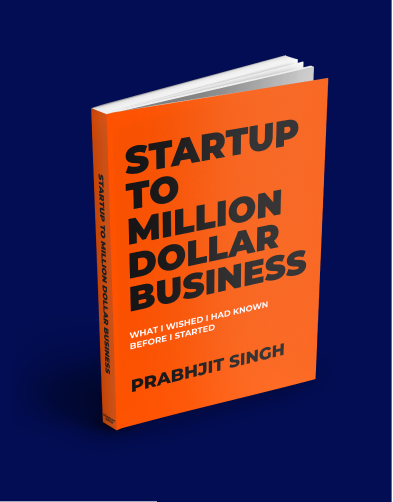 STARTUP
TO
MILLION
DOLLAR
BUSINESS
WHAT I WISHED I HAD KNOWN
BEFORE I STARTED
PRABHJIT SINGH
STARTUP TO MILLION DOLLAR BUSINESS